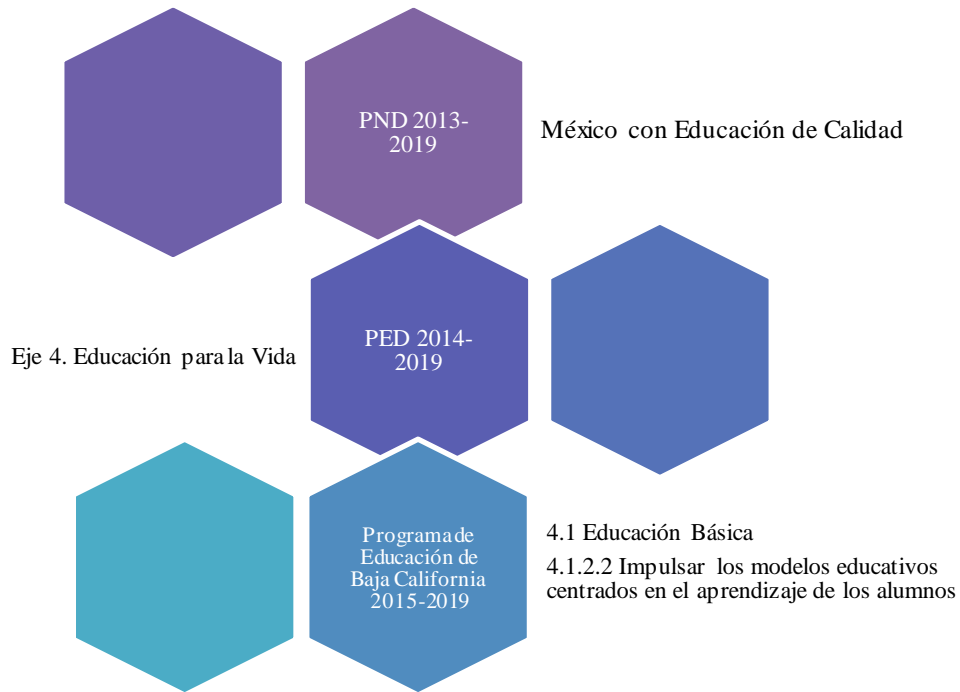 PND 2013-
2019
México con Educación de Calidad
Eje 4. Educación para la Vida
PED 2014-
2019
Programa de
Educación de
Baja California
2015-2019
4.1 Educación Básica
4.1.2.2 Impulsar los modelos educativos
centrados en el aprendizaje de los alumnos